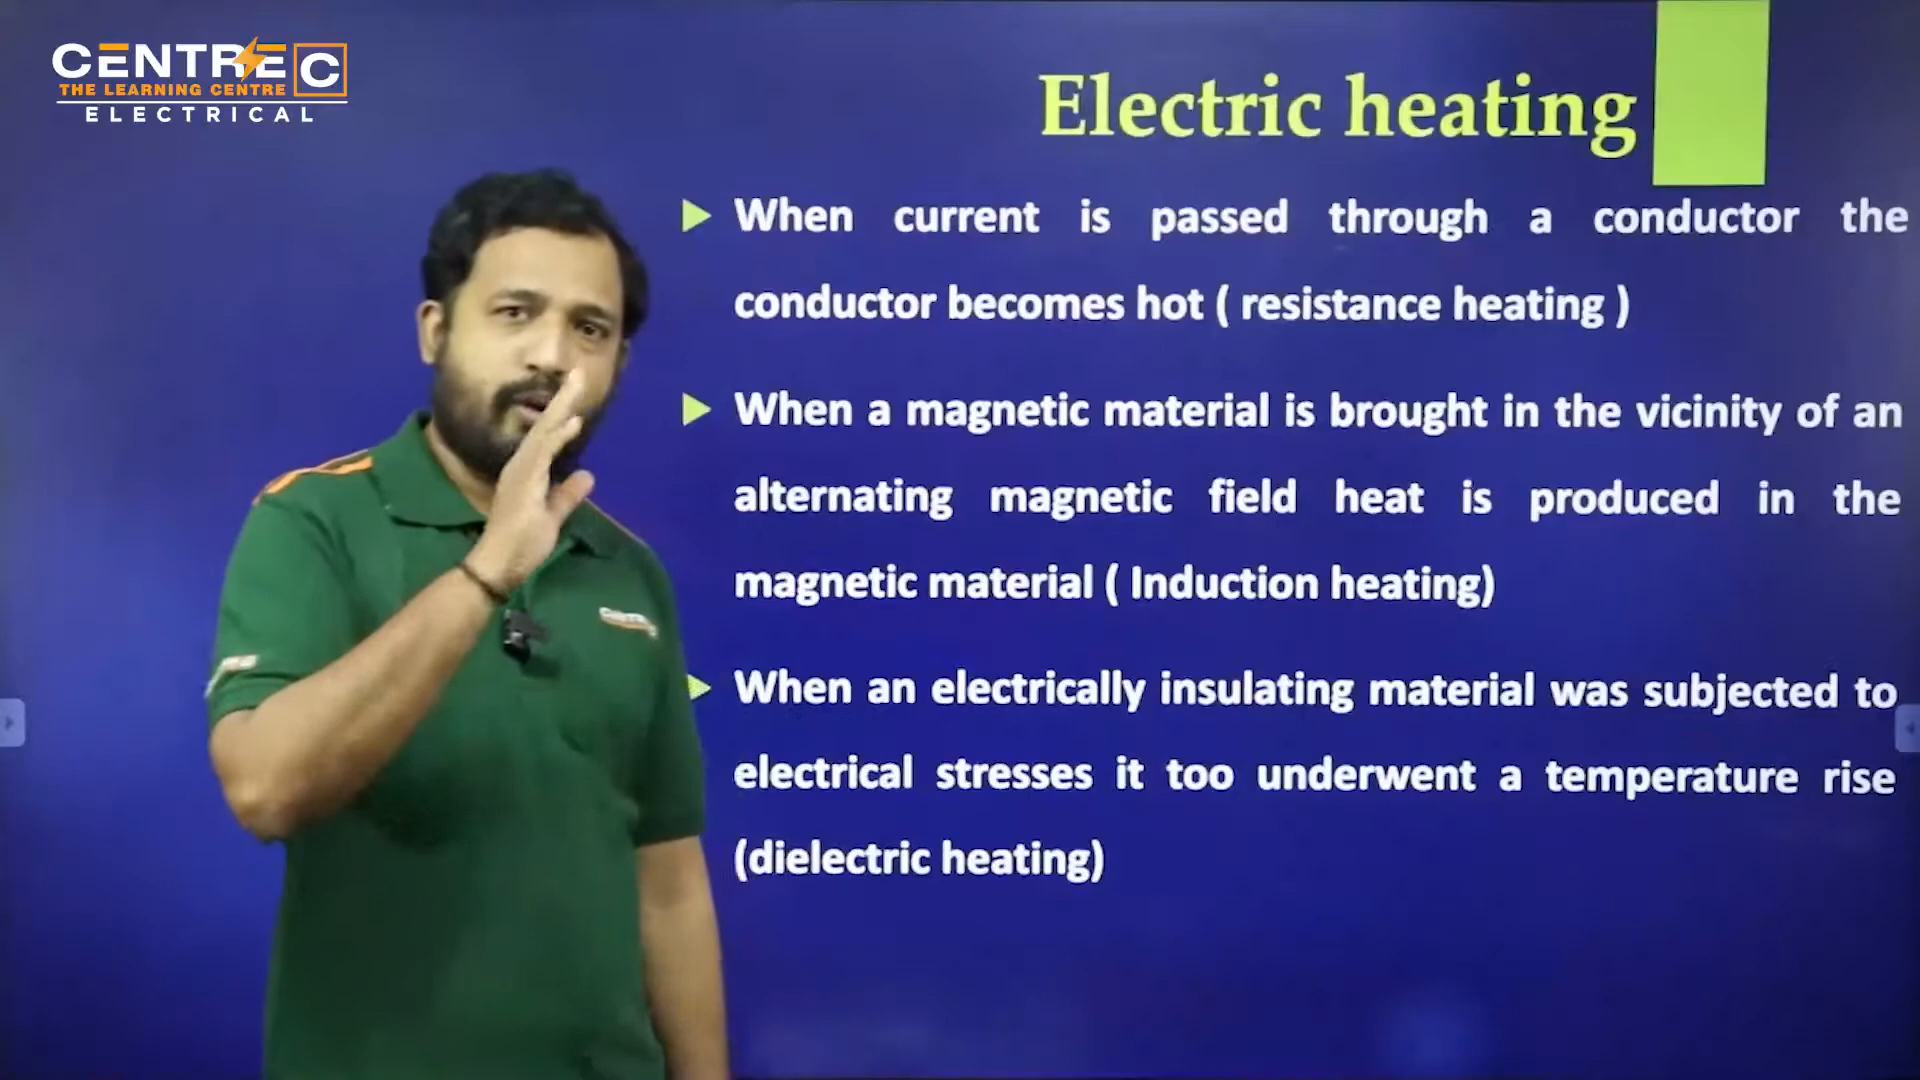 CENTRE C
THE LEARNING CENTRE
ELECTRICAL
Electric heating
When current is passed through a conductor the
conductor becomes hot ( resistance heating )
When a magnetic material is brought in the vicinity of an
alternating magnetic field heat is produced in the
magnetic material ( Induction heating)
When an electrically insulating material was subjected to
electrical stresses it too underwent a temperature rise
(dielectric heating)